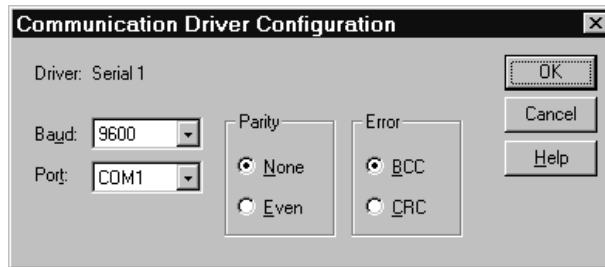 Communication Driver Configuration
Driver: Serial 1
Baud: 9600
Port: COM1
Parity
None
Even
Error
BCC
CRC
OK
Cancel
Help